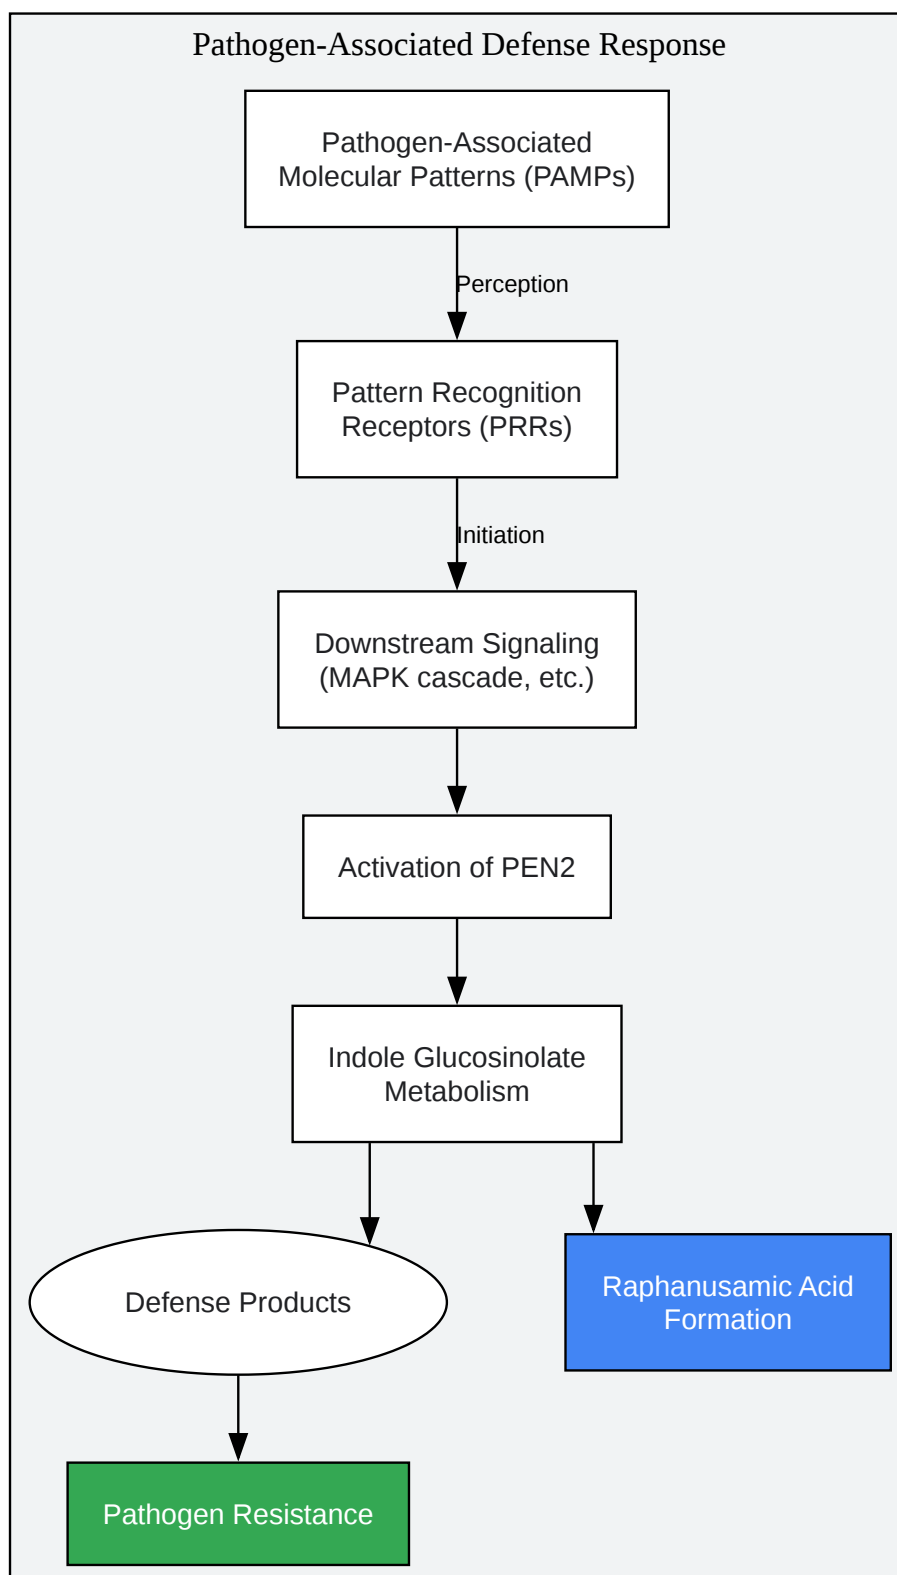 Pathogen-Associated Defense Response
Pathogen-Associated
Molecular Patterns (PAMPs)
Perception
Pattern Recognition
Receptors (PRRs)
Initiation
Downstream Signaling
(MAPK cascade, etc.)
Activation of PEN2
Indole Glucosinolate
Metabolism
Defense Products
Raphanusamic Acid
Formation
Pathogen Resistance